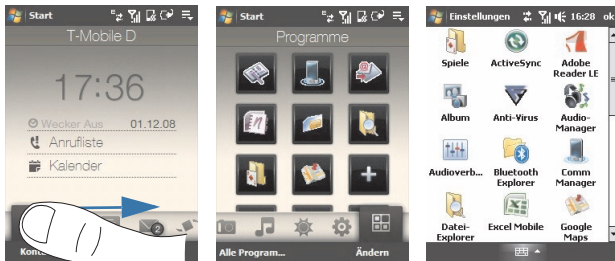 Start
T-Mobile D
17:36
Wecker Aus 01.12.08
Anrufliste
Kalender
2
Start
Programme
Alle Program... Ändern
Einstellungen 16:28 ok
Spiele ActiveSync Adobe Reader LE
Album Anti-Virus Audio-Manager
Audioverb... Bluetooth Explorer Comm Manager
Datei-Explorer Excel Mobile Google Maps